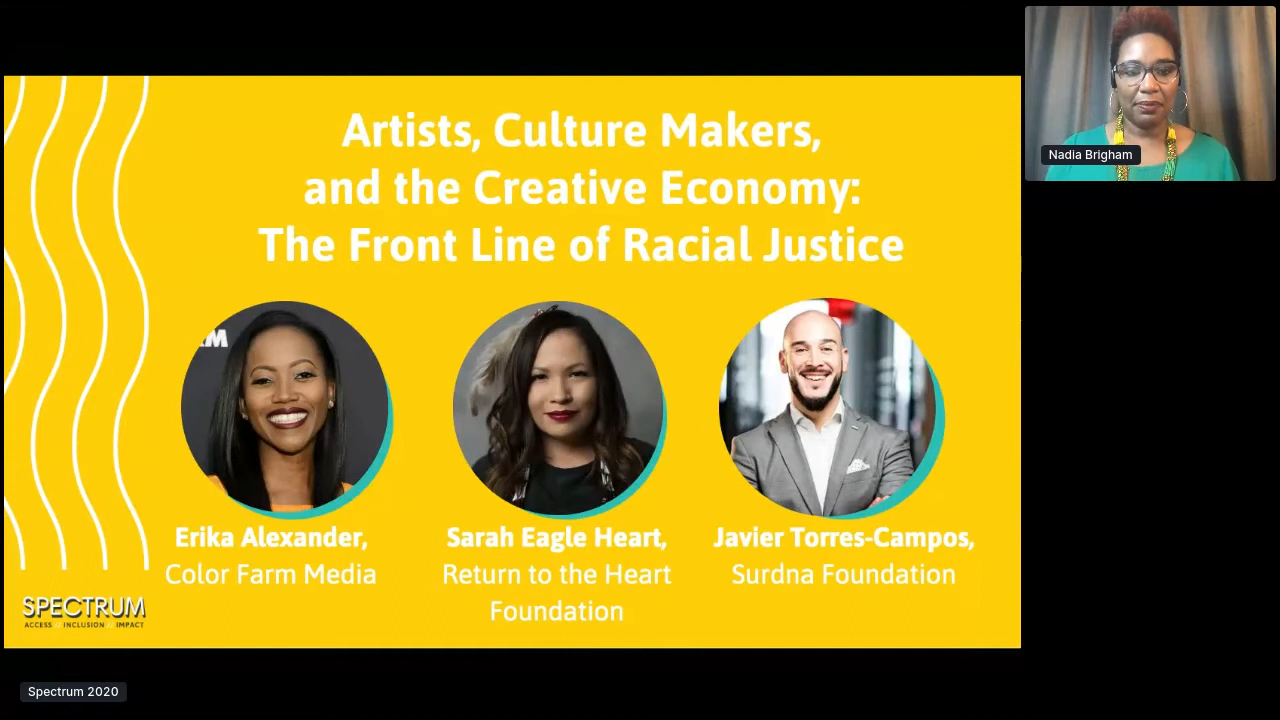 Artists, Culture Makers,
and the Creative Economy:
The Front Line of Racial Justice
Erika Alexander,
Color Farm Media
Sarah Eagle Heart,
Return to the Heart
Foundation
Javier Torres-Campos,
Surdna Foundation
SPECTRUM
ACCESS INCLUSION IMPACT
Spectrum 2020
Nadia Brigham